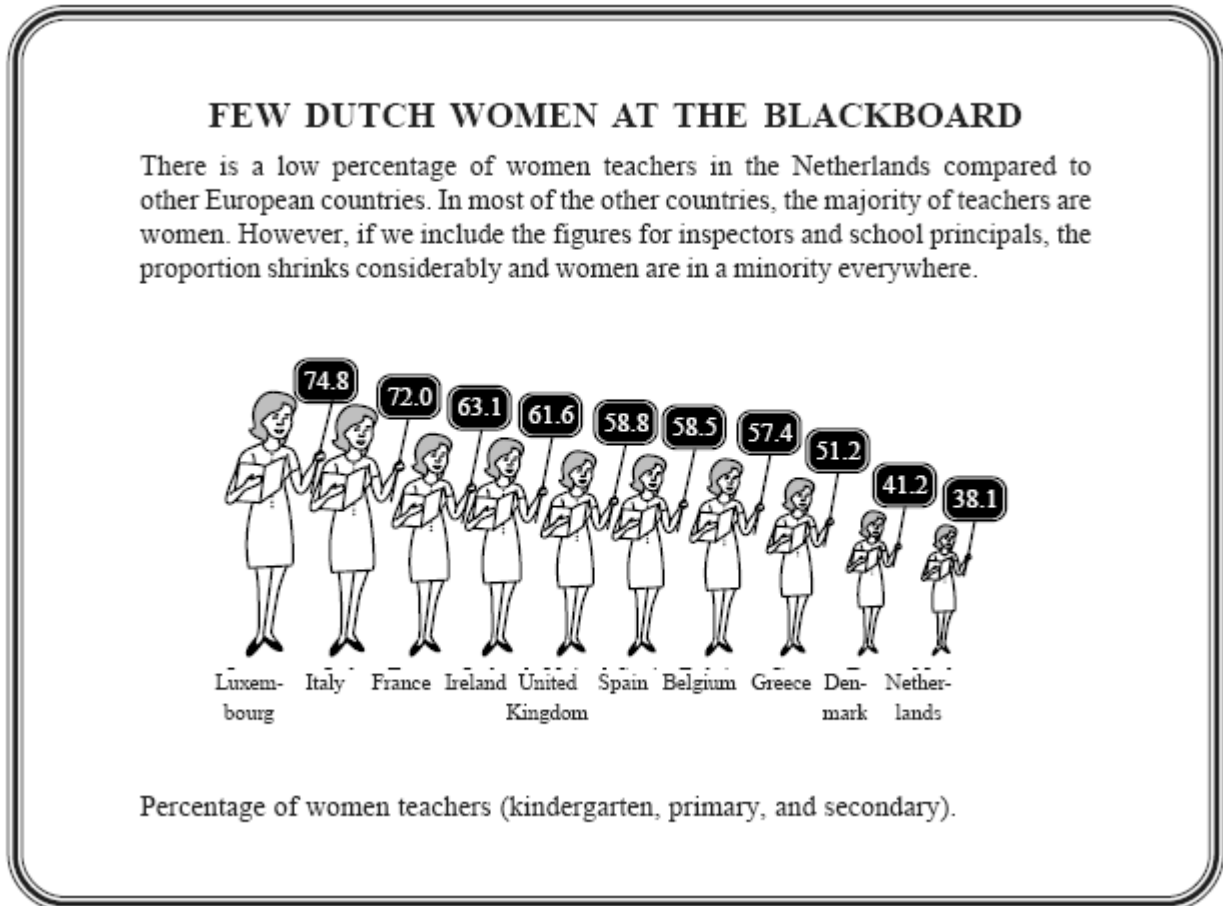 FEW DUTCH WOMEN AT THE BLACKBOARD
There is a low percentage of women teachers in the Netherlands compared to
other European countries. In most of the other countries, the majority of teachers are
women. However, if we include the figures for inspectors and school principals, the
proportion shrinks considerably and women are in a minority everywhere.
74.8 72.0 63.1 61.6 58.8 58.5 57.4 51.2 41.2 38.1
Luxem- Italy France Ireland United Spain Belgium Greece Den- Nether-
bourg Kingdom mark lands
Percentage of women teachers (kindergarten, primary, and secondary).